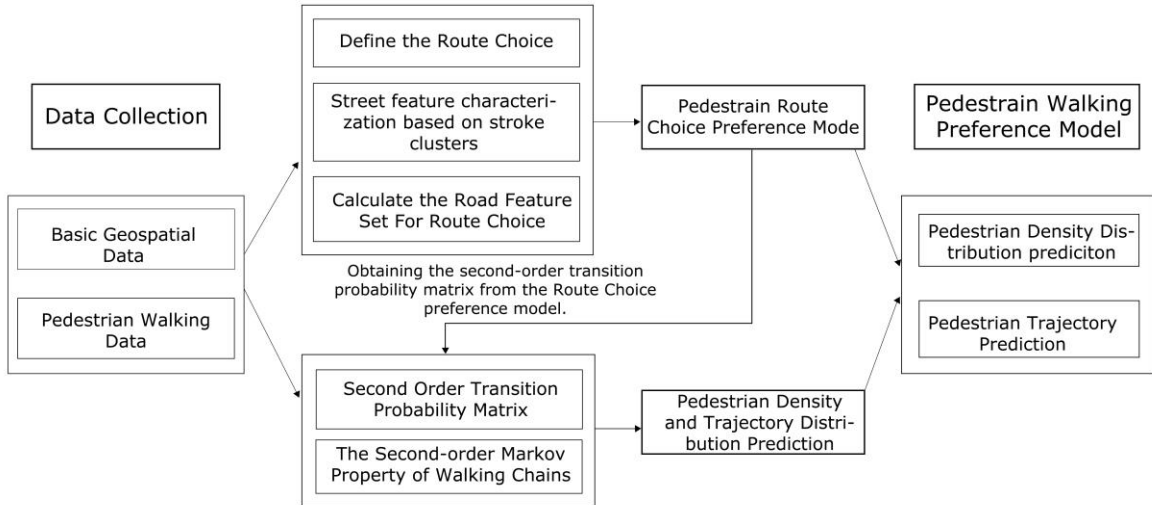 Data Collection
Basic Geospatial
Data
Pedestrian Walking
Data
Define the Route Choice
Street feature characteri-
zation based on stroke
clusters
Calculate the Road Feature
Set For Route Choice
Obtaining the second-order transition
probability matrix from the Route Choice
preference model.
Second Order Transition
Probability Matrix
The Second-order Markov
Property of Walking Chains
Pedestrain Route
Choice Preference Mode
Pedestrian Density
and Trajectory Distri-
bution Prediction
Pedestrain Walking
Preference Model
Pedestrian Density Dis-
tribution prediciton
Pedestrian Trajectory
Prediction